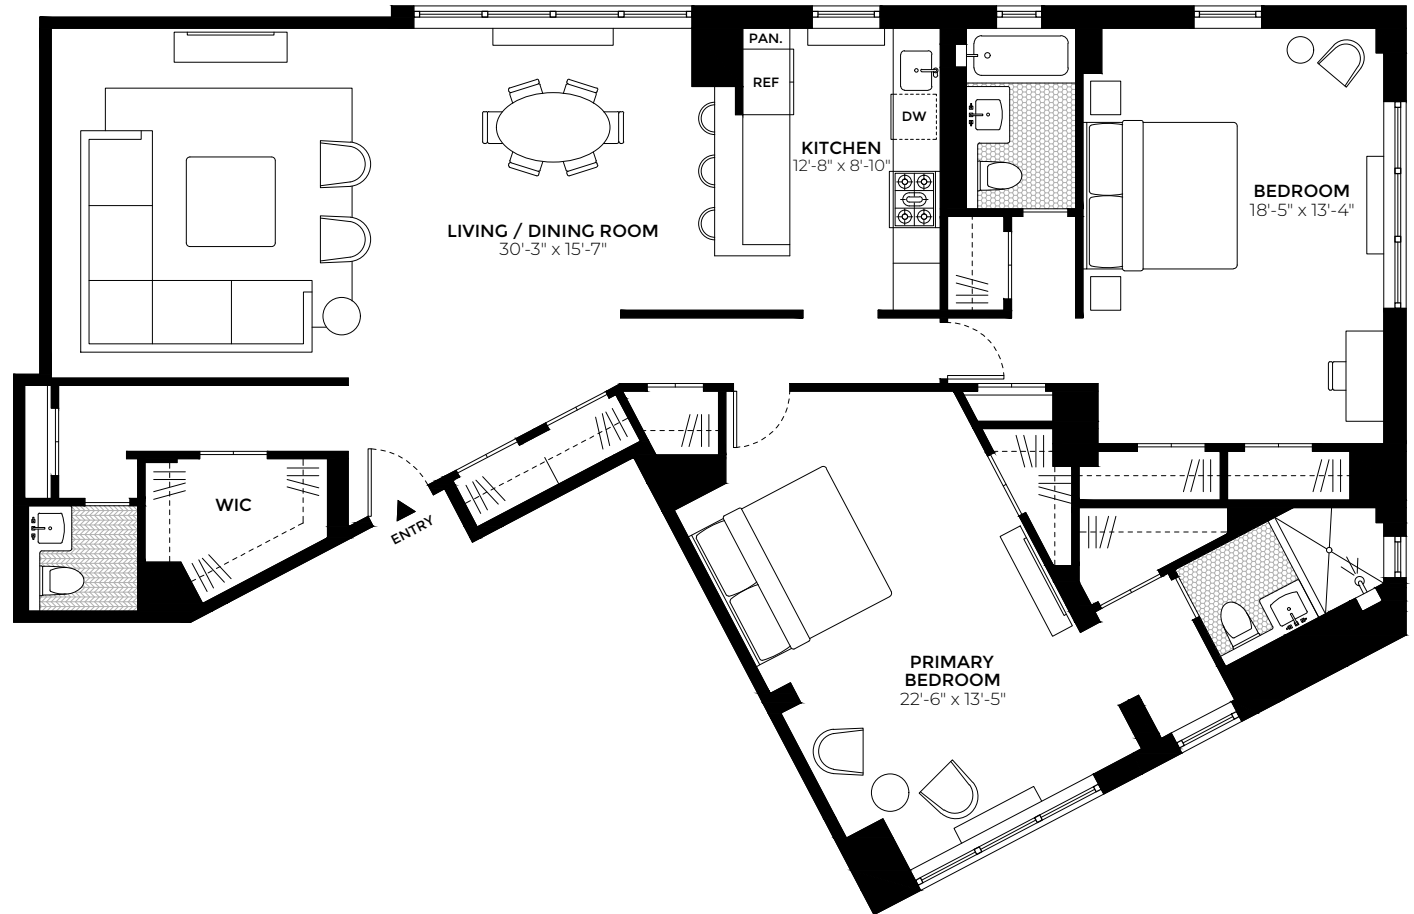 PAN.
REF
DW
KITCHEN
12'-8" x 8'-10"
BEDROOM
18'-5" x 13'-4"
LIVING / DINING ROOM
30'-3" x 15'-7"
WIC
ENTRY
PRIMARY
BEDROOM
22'-6" x 13'-5"